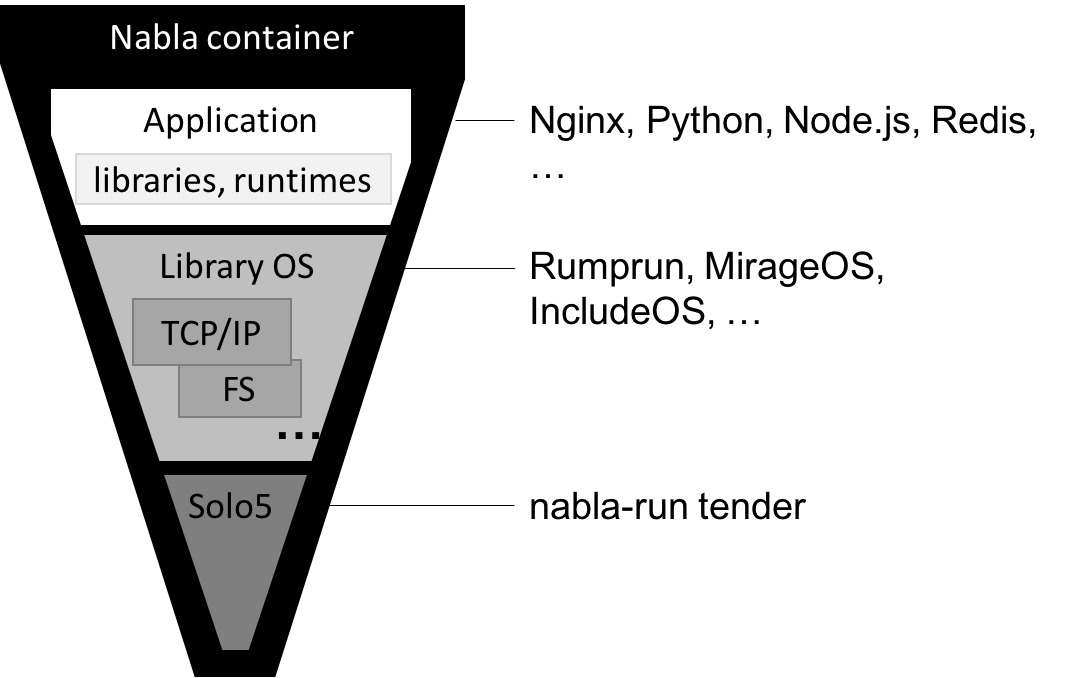 Nabla container
Application
Nginx, Python, Node.js, Redis,
…
libraries, runtimes
Library OS
Rumprun, MirageOS,
IncludeOS, …
TCP/IP
FS
…
Solo5
nabla-run tender